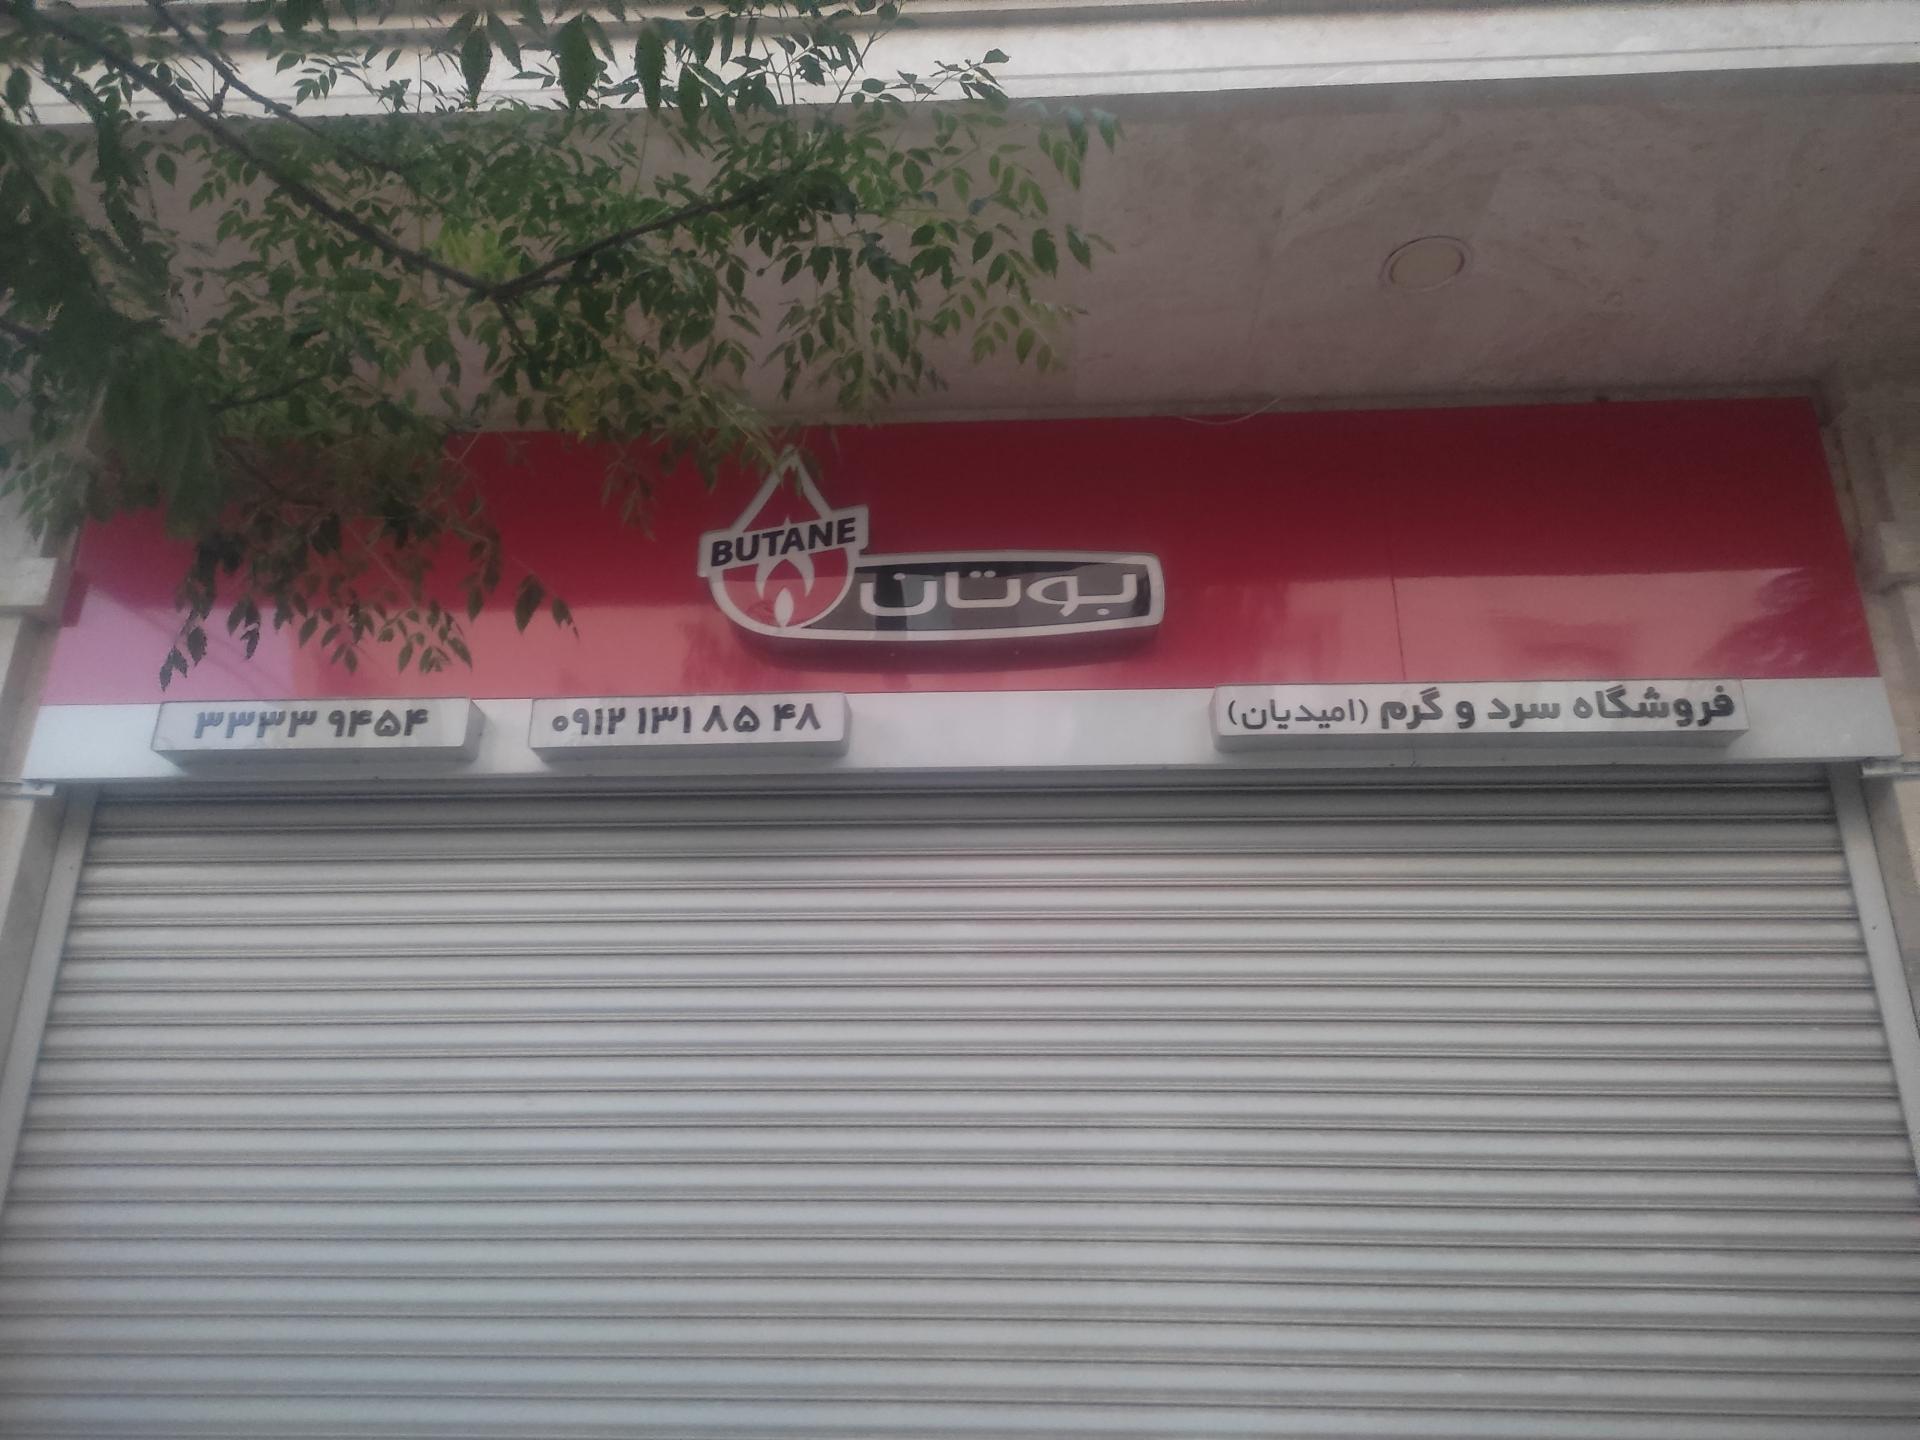 BUTANE
بوتان
فروشگاه سرد و گرم (امیدیان)
۰۹۱۲ ۱۳۱ ۸۵ ۴۸
۳۳۳۳ ۹۴۵۴